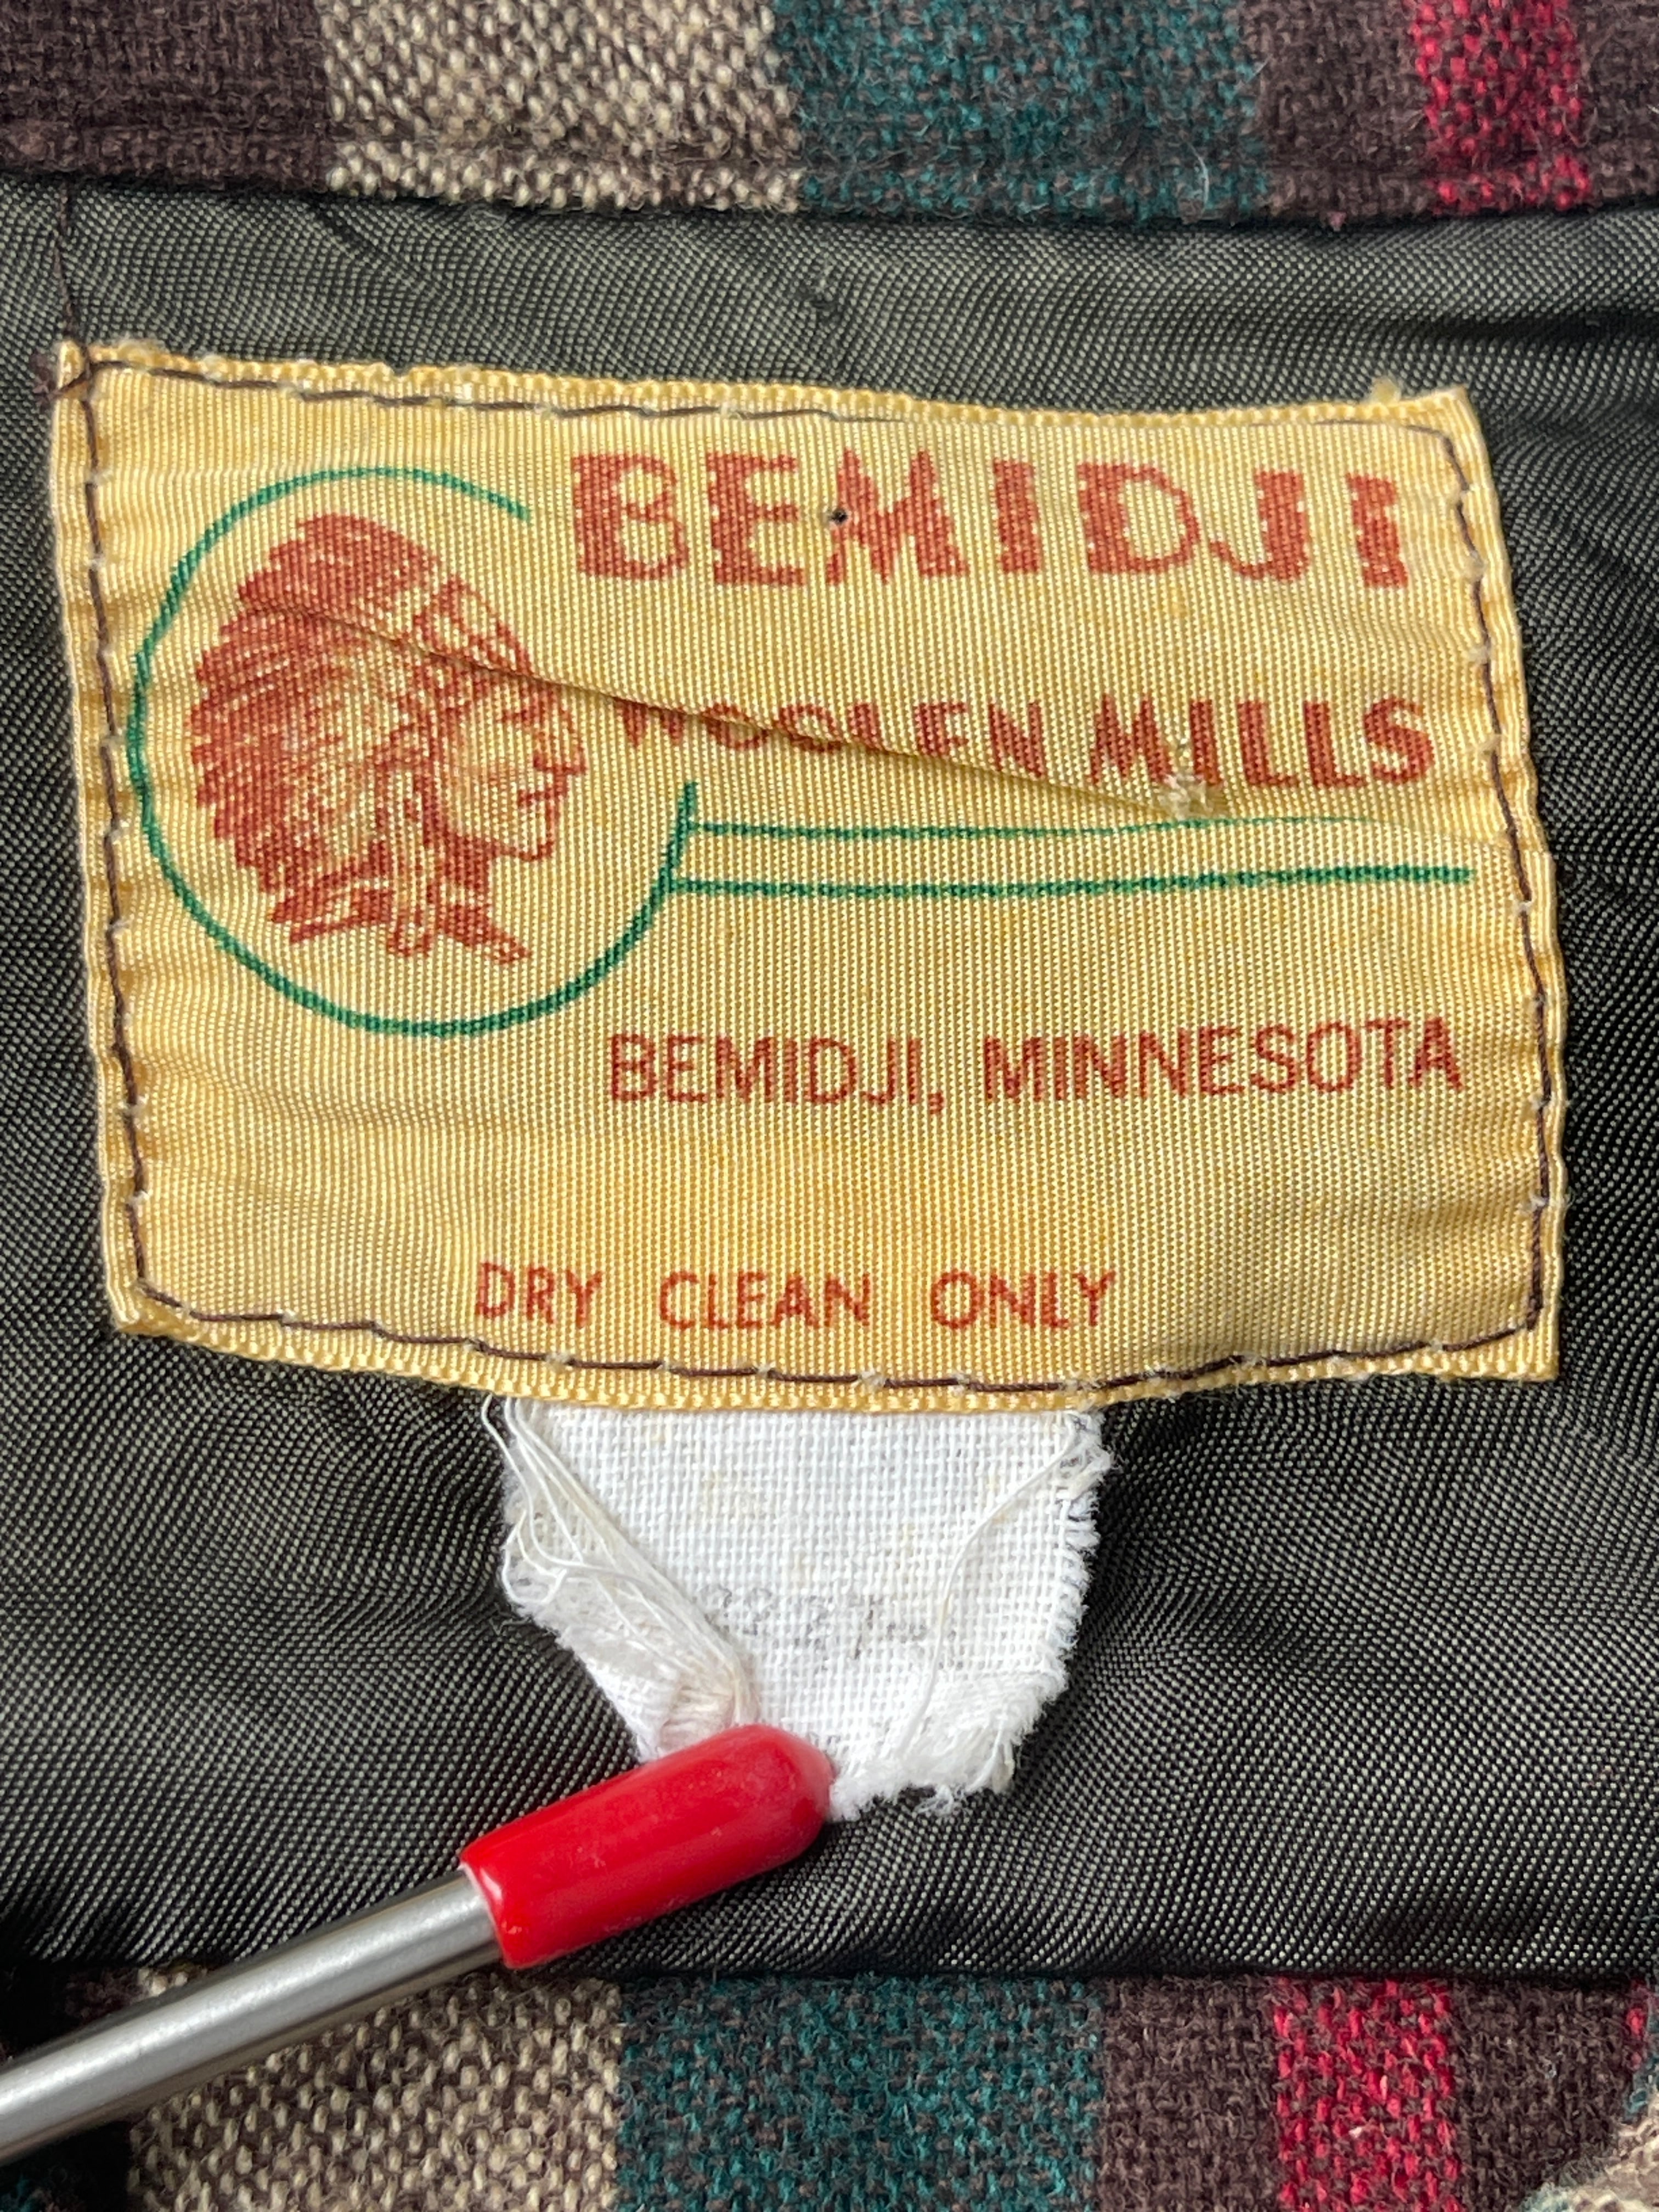 BEMIDJI
WOOLEN MILLS
BEMIDJI, MINNESOTA
DRY CLEAN ONLY